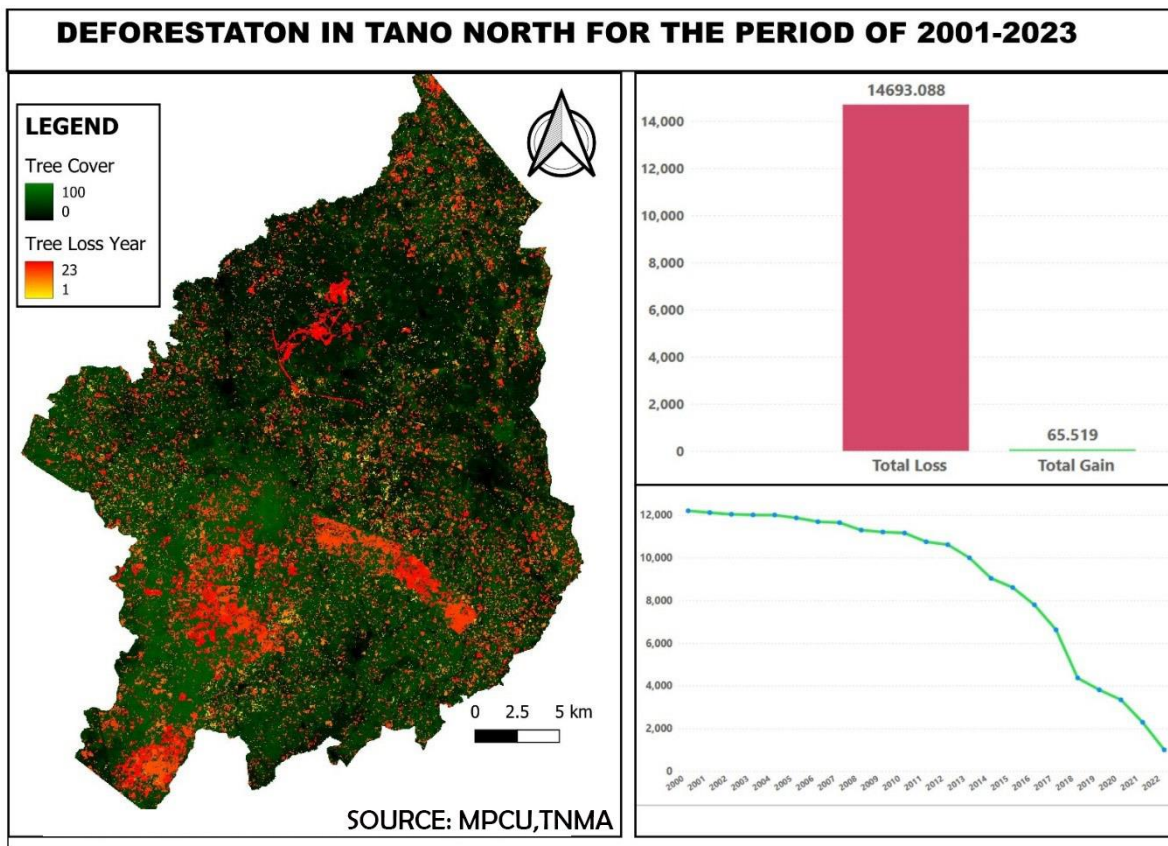 DEFORESTATON IN TANO NORTH FOR THE PERIOD OF 2001-2023
LEGEND
Tree Cover
100
0
Tree Loss Year
23
1
0 2.5 5 km
SOURCE: MPCU,TNMA
14693.088
14,000
12,000
10,000
8,000
6,000
4,000
2,000
65.519
0
Total Loss Total Gain
12,000
10,000
8,000
6,000
4,000
2,000
0
2000 2001 2002 2003 2004 2005 2006 2007 2008 2009 2010 2011 2012 2013 2014 2015 2016 2017 2018 2019 2020 2021 2022